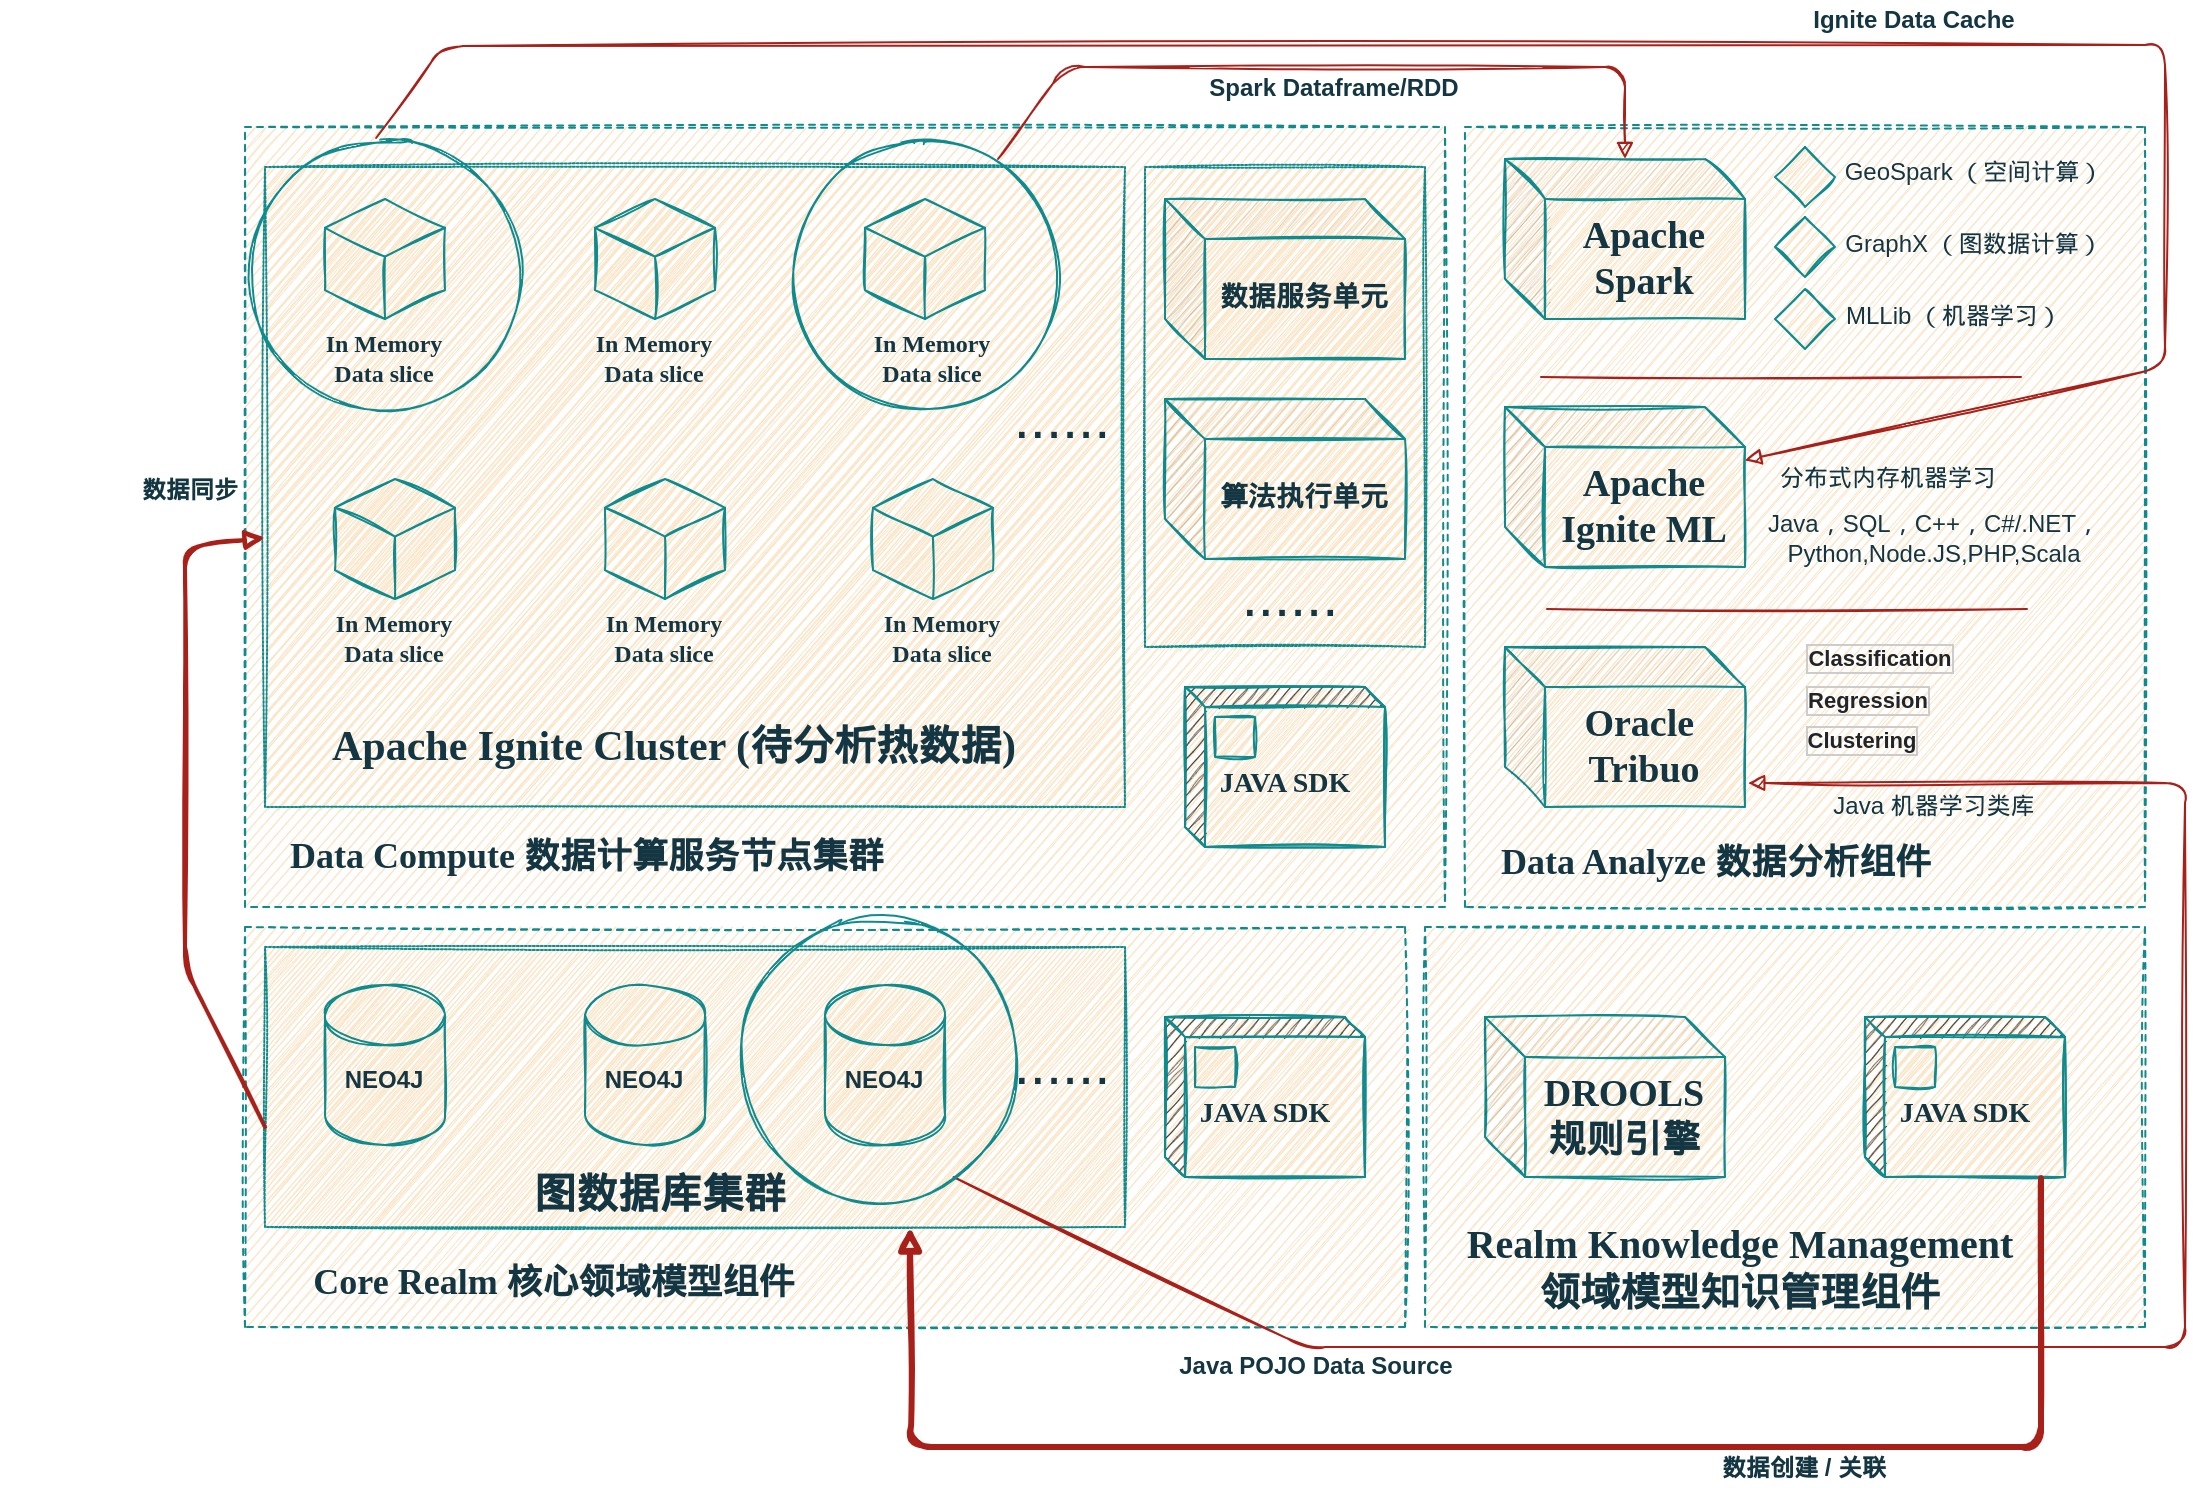 Ignite Data Cache
Spark Dataframe/RDD
In Memory
Data slice
In Memory
Data slice
In Memory
Data slice
......
In Memory
Data slice
In Memory
Data slice
In Memory
Data slice
Apache Ignite Cluster (待分析热数据)
数据服务单元
算法执行单元
......
JAVA SDK
Data Compute 数据计算服务节点集群
数据同步
Apache
Spark
GeoSpark（空间计算）
GraphX（图数据计算）
MLLib（机器学习）
Apache
Ignite ML
分布式内存机器学习
Java，SQL，C++，C#/.NET，
Python,Node.JS,PHP,Scala
Oracle
Tribuo
Classification
Regression
Clustering
Java 机器学习类库
Data Analyze 数据分析组件
NEO4J
NEO4J
NEO4J
......
图数据库集群
JAVA SDK
Core Realm 核心领域模型组件
DROOLS
规则引擎
JAVA SDK
Realm Knowledge Management
领域模型知识管理组件
Java POJO Data Source
数据创建 / 关联